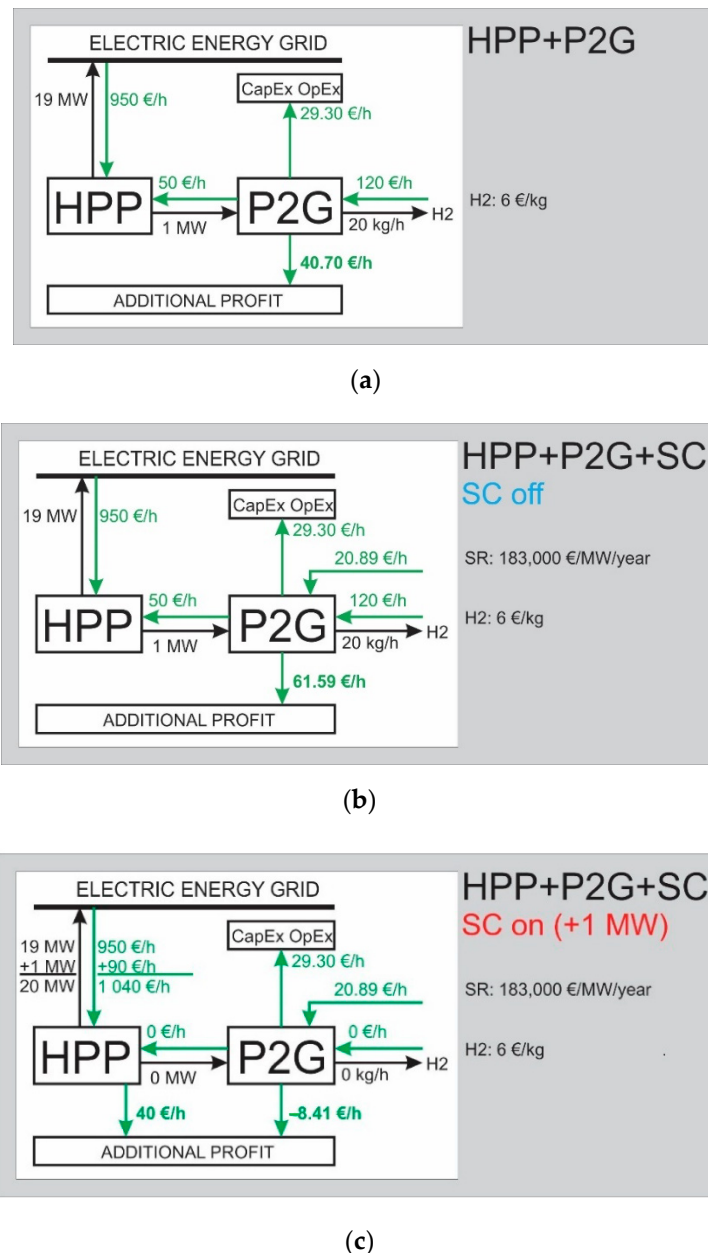 ELECTRIC ENERGY GRID
HPP+P2G
19 MW
950 €/h
CapEx OpEx
29.30 €/h
50 €/h
120 €/h
H2: 6 €/kg
HPP
P2G
H2
1 MW
20 kg/h
40.70 €/h
ADDITIONAL PROFIT
(a)
ELECTRIC ENERGY GRID
HPP+P2G+SC
SC off
19 MW
950 €/h
CapEx OpEx
29.30 €/h
20.89 €/h
SR: 183,000 €/MW/year
50 €/h
120 €/h
H2: 6 €/kg
HPP
P2G
H2
1 MW
20 kg/h
61.59 €/h
ADDITIONAL PROFIT
(b)
ELECTRIC ENERGY GRID
HPP+P2G+SC
SC on (+1 MW)
19 MW
950 €/h
+1 MW
+90 €/h
20 MW
1 040 €/h
CapEx OpEx
29.30 €/h
20.89 €/h
SR: 183,000 €/MW/year
0 €/h
0 €/h
H2: 6 €/kg
HPP
P2G
H2
0 MW
0 kg/h
40 €/h
–8.41 €/h
ADDITIONAL PROFIT
(c)